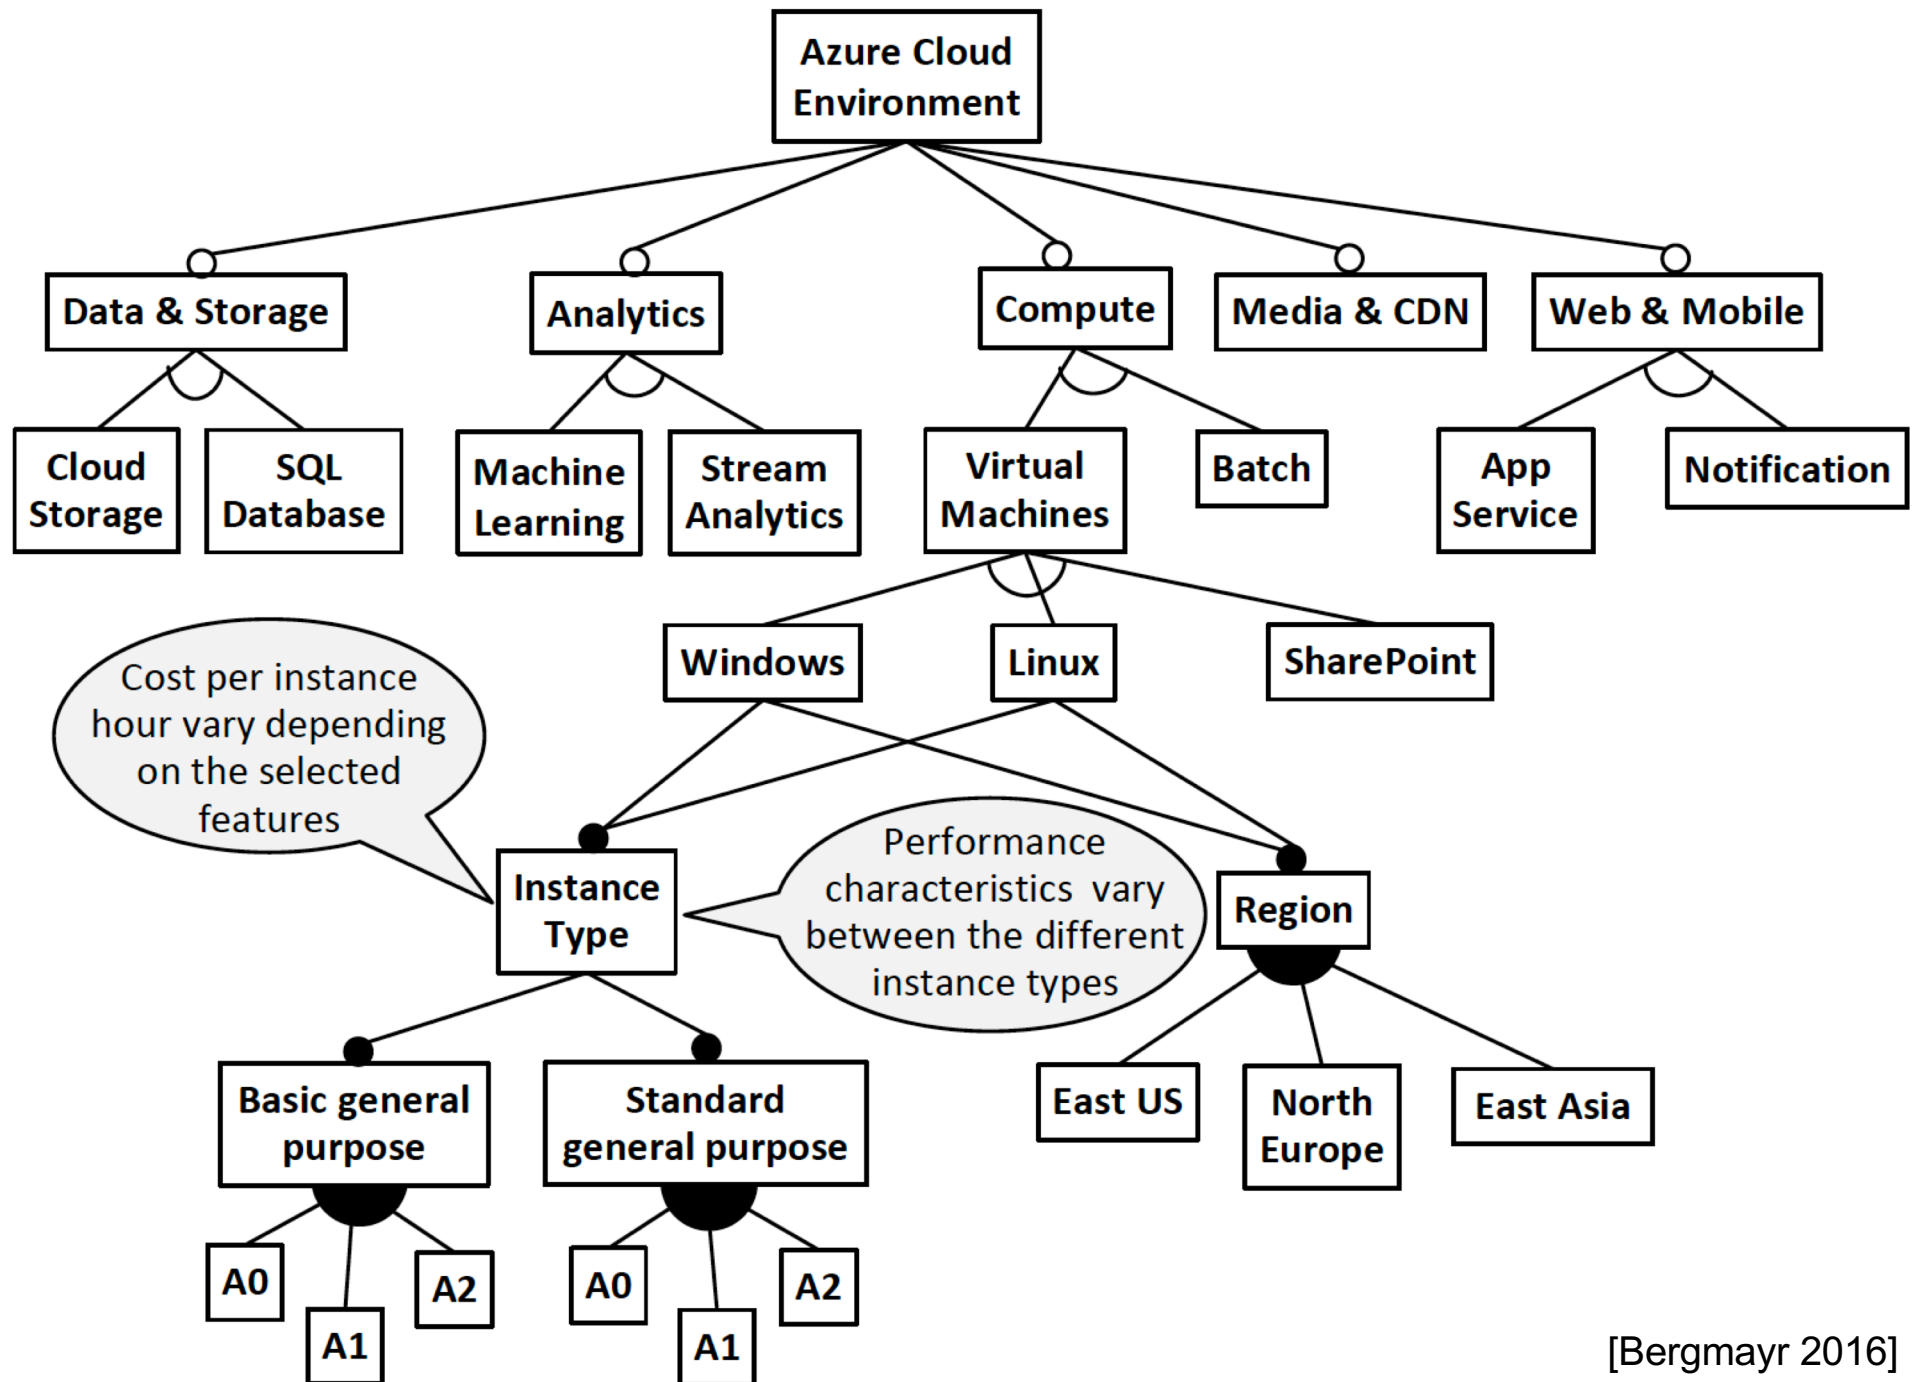 Azure Cloud
Environment
Data & Storage
Analytics
Compute
Media & CDN
Web & Mobile
Cloud
Storage
SQL
Database
Machine
Learning
Stream
Analytics
Virtual
Machines
Batch
App
Service
Notification
Windows
Linux
SharePoint
Cost per instance
hour vary depending
on the selected
features
Instance
Type
Performance
characteristics vary
between the different
instance types
Region
Basic general
purpose
Standard
general purpose
East US
North
Europe
East Asia
A0
A1
A2
A0
A1
A2
[Bergmayr 2016]